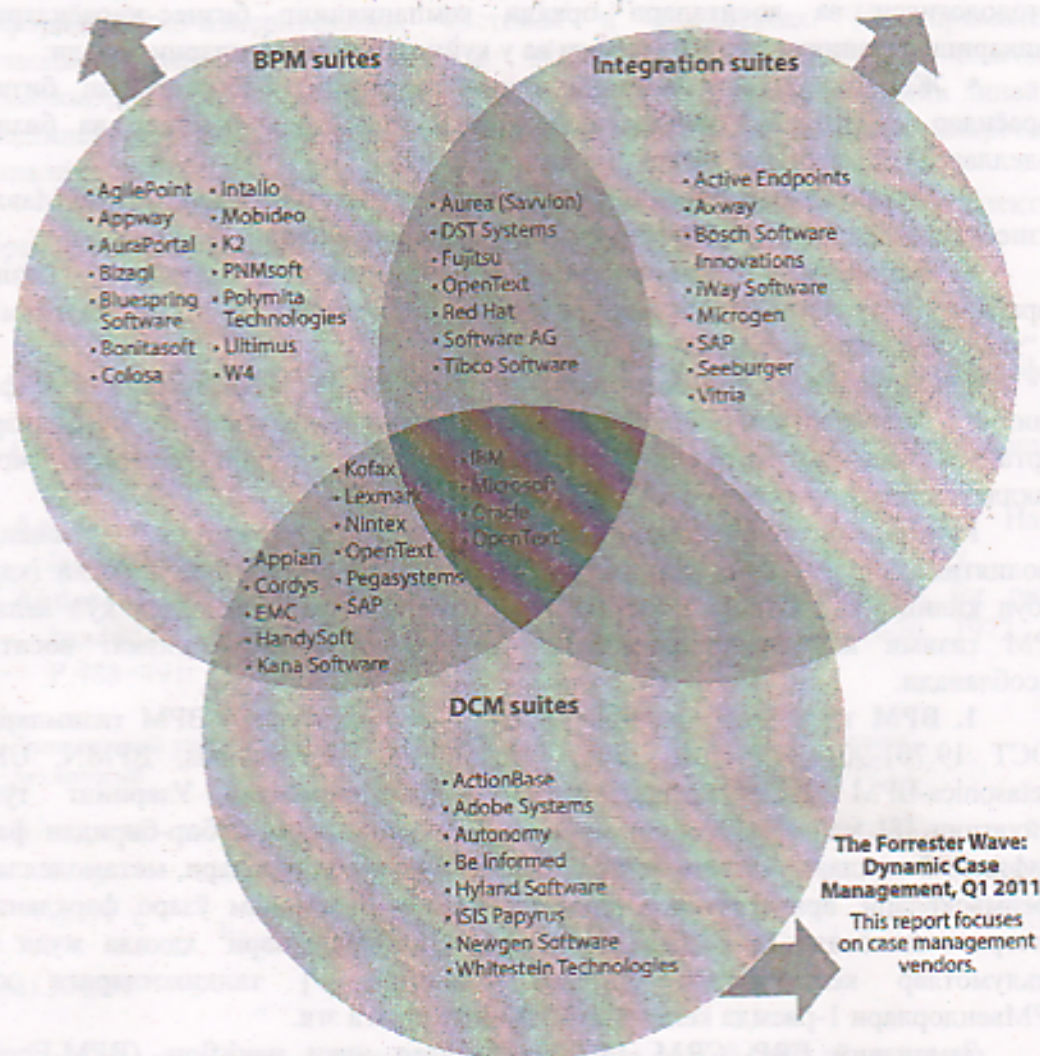 BPM suites
Integration suites
• AgilePoint
• Appway
• AuraPortal
• Bizagi
• Bluespring
Software
• Bonitasoft
• Colosa
• Intalio
• Mobideo
• K2
• PNMsoft
• Polymita
Technologies
• Ultimus
• W4
• Aurea (Savvion)
• DST Systems
• Fujitsu
• OpenText
• Red Hat
• Software AG
• Tibco Software
• Active Endpoints
• Axway
• Bosch Software
Innovations
• iWay Software
• Microgen
• SAP
• Seeburger
• Vitria
• Kofax
• Lexmark
• Nintex
• OpenText
• Pegasystems
• SAP
• Appian
• Cordys
• EMC
• HandySoft
• Kana Software
• IBM
• Microsoft
• Oracle
• OpenText
DCM suites
• ActionBase
• Adobe Systems
• Autonomy
• Be Informed
• Hyland Software
• ISIS Papyrus
• Newgen Software
• Whitestein Technologies
The Forrester Wave:
Dynamic Case
Management, Q1 2011
This report focuses
on case management
vendors.